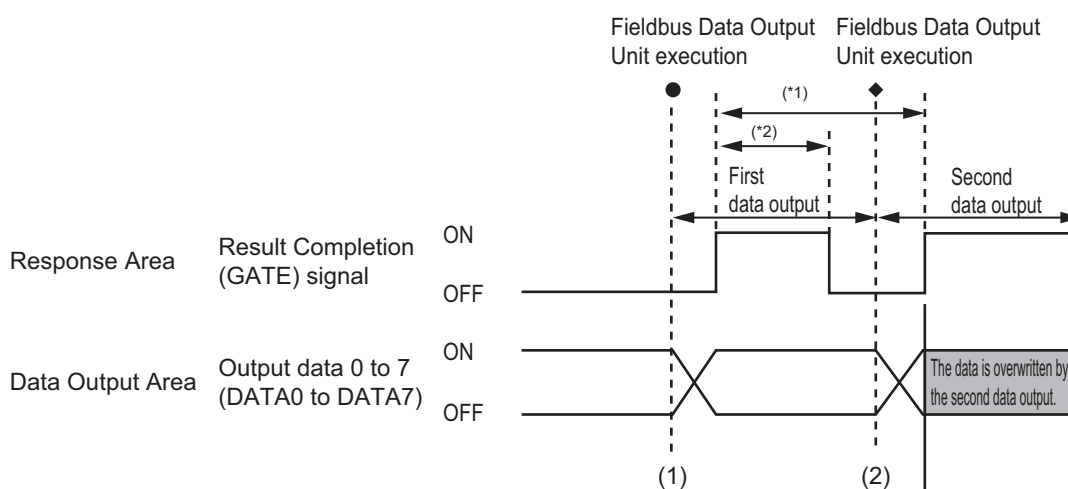 Fieldbus Data Output
Unit execution
Fieldbus Data Output
Unit execution
(*1)
(*2)
First
data output
Second
data output
Response Area
Result Completion
(GATE) signal
ON
OFF
Data Output Area
Output data 0 to 7
(DATA0 to DATA7)
ON
OFF
The data is overwritten by
the second data output.
(1)
(2)